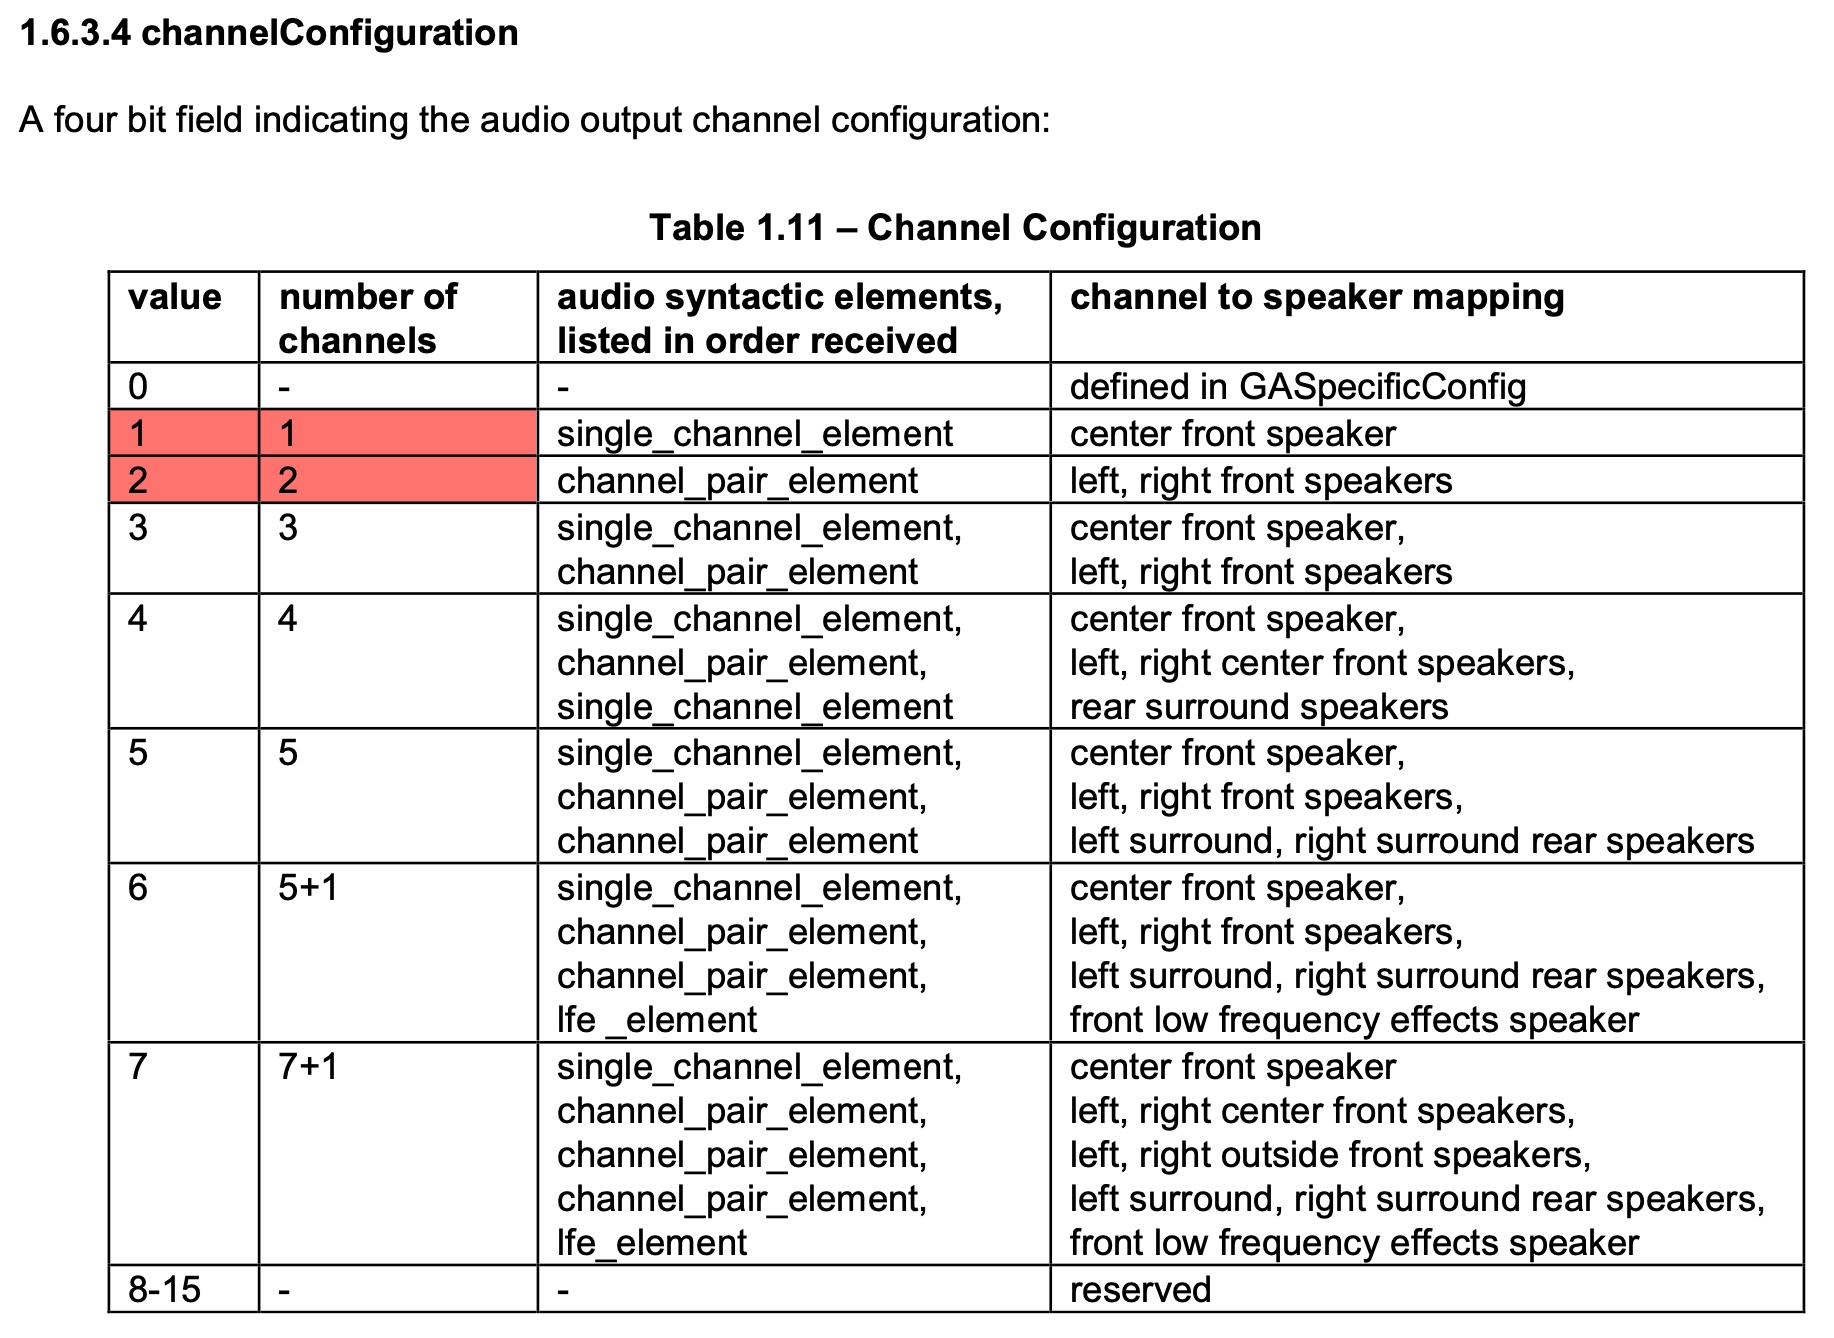 1.6.3.4 channelConfiguration
A four bit field indicating the audio output channel configuration:
Table 1.11 – Channel Configuration
value number of channels audio syntactic elements, listed in order received channel to speaker mapping
0 - - defined in GASpecificConfig
1 1 single_channel_element center front speaker
2 2 channel_pair_element left, right front speakers
3 3 single_channel_element, center front speaker,
channel_pair_element left, right front speakers
4 4 single_channel_element, center front speaker,
channel_pair_element, left, right center front speakers,
single_channel_element rear surround speakers
5 5 single_channel_element, center front speaker,
channel_pair_element, left, right front speakers,
channel_pair_element left surround, right surround rear speakers
6 5+1 single_channel_element, center front speaker,
channel_pair_element, left, right front speakers,
channel_pair_element, left surround, right surround rear speakers,
lfe _element front low frequency effects speaker
7 7+1 single_channel_element, center front speaker
channel_pair_element, left, right center front speakers,
channel_pair_element, left, right outside front speakers,
channel_pair_element, left surround, right surround rear speakers,
lfe_element front low frequency effects speaker
8-15 - - reserved